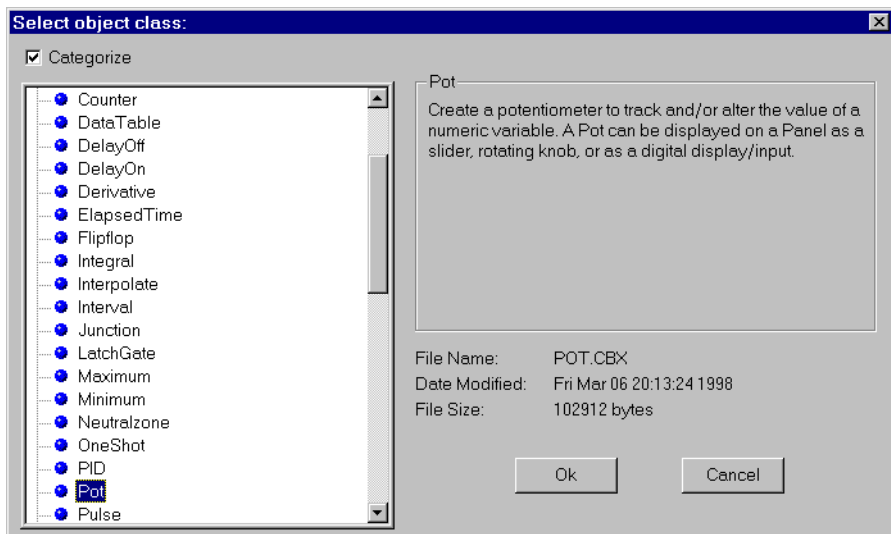 Select object class:
Categorize
Counter
DataTable
DelayOff
DelayOn
Derivative
ElapsedTime
Flipflop
Integral
Interpolate
Interval
Junction
LatchGate
Maximum
Minimum
Neutralzone
OneShot
PID
Pot
Pulse
Pot
Create a potentiometer to track and/or alter the value of a
numeric variable. A Pot can be displayed on a Panel as a
slider, rotating knob, or as a digital display/input.
File Name: POT.CBX
Date Modified: Fri Mar 06 20:13:24 1998
File Size: 102912 bytes
Ok Cancel